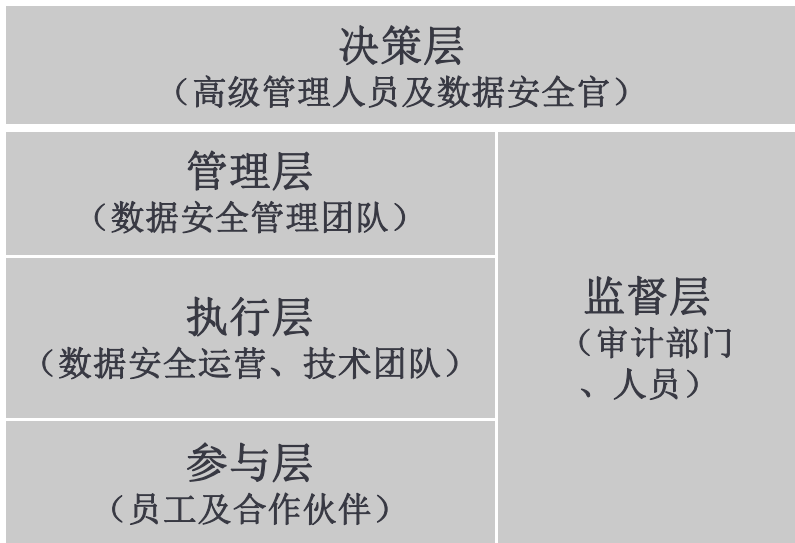 决策层
（高级管理人员及数据安全官）
管理层
（数据安全管理团队）
执行层
（数据安全运营、技术团队）
参与层
（员工及合作伙伴）
监督层
（审计部门
、人员）